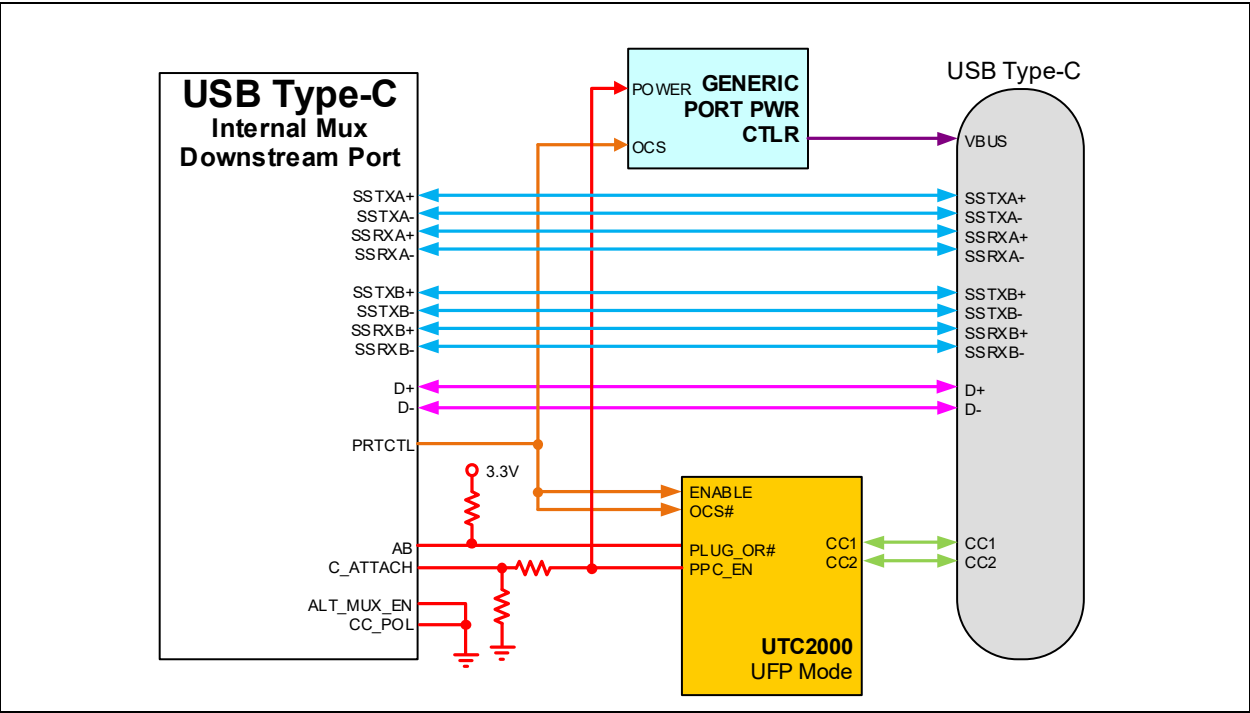 USB Type-C
Internal Mux
Downstream Port
SSTXA+
SSTXA-
SSRXA+
SSRXA-
SSTXB+
SSTXB-
SSRXB+
SSRXB-
D+
D-
PRTCTL
AB
C_ATTACH
ALT_MUX_EN
CC_POL
3.3V
POWER
GENERIC
PORT PWR
CTLR
OCS
ENABLE
OCS#
PLUG_OR#
PPC_EN
CC1
CC2
UTC2000
UFP Mode
USB Type-C
VBUS
SSTXA+
SSTXA-
SSRXA+
SSRXA-
SSTXB+
SSTXB-
SSRXB+
SSRXB-
D+
D-
CC1
CC2